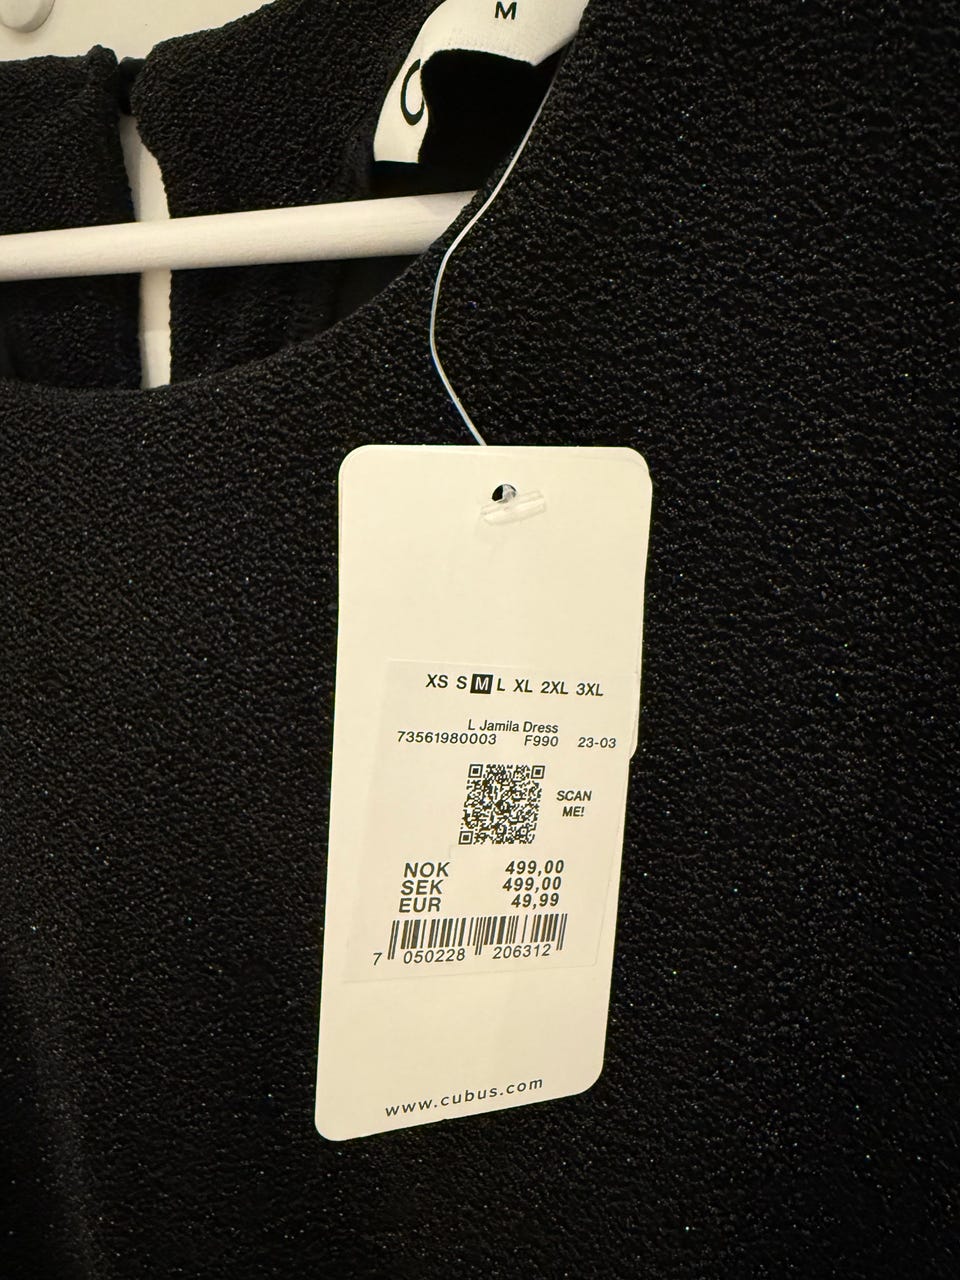 M
C
XS S M L XL 2XL 3XL
L Jamila Dress
73561980003 F990 23-03
SCAN
ME!
NOK 499,00
SEK 499,00
EUR 49,99
7 050228 206312
www.cubus.com